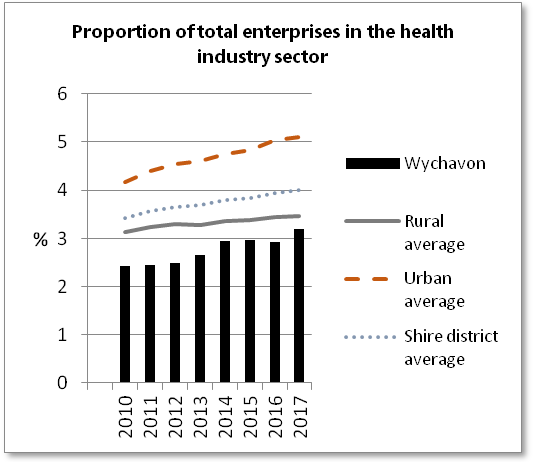 Proportion of total enterprises in the health
industry sector
6
5
4
3
2
1
0
%
2010
2011
2012
2013
2014
2015
2016
2017
Wychavon
Rural
average
Urban
average
Shire district
average